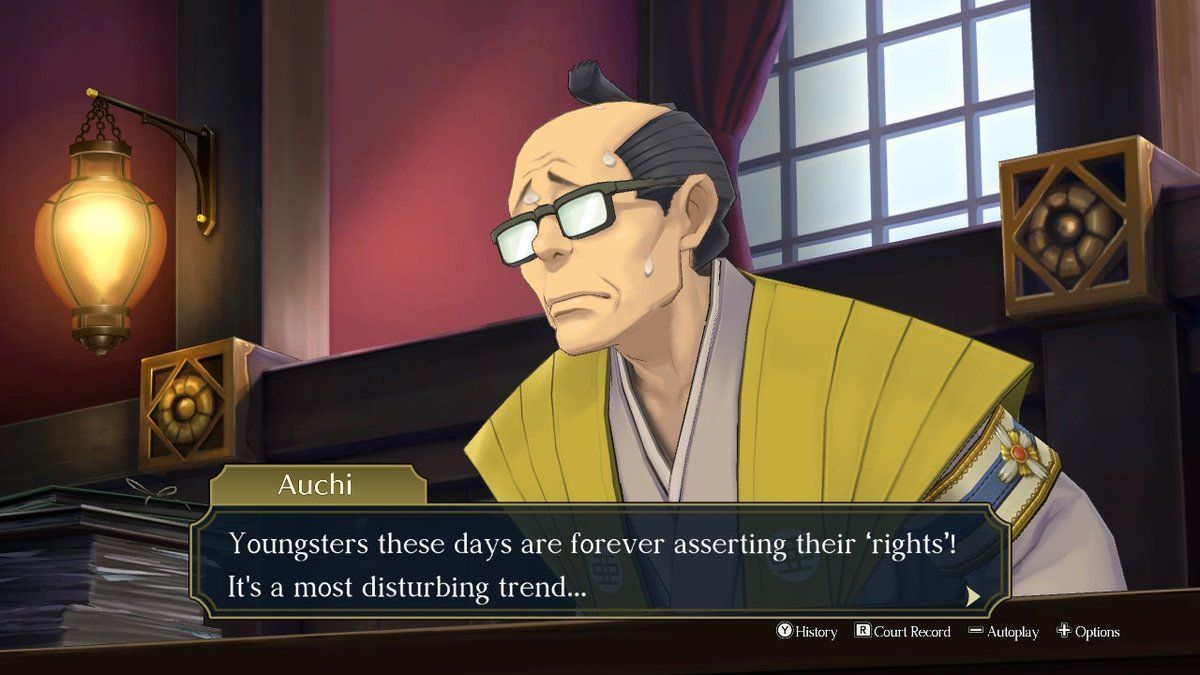 Auchi
Youngsters these days are forever asserting their ‘rights’!
It's a most disturbing trend...
Y History R Court Record − Autoplay + Options